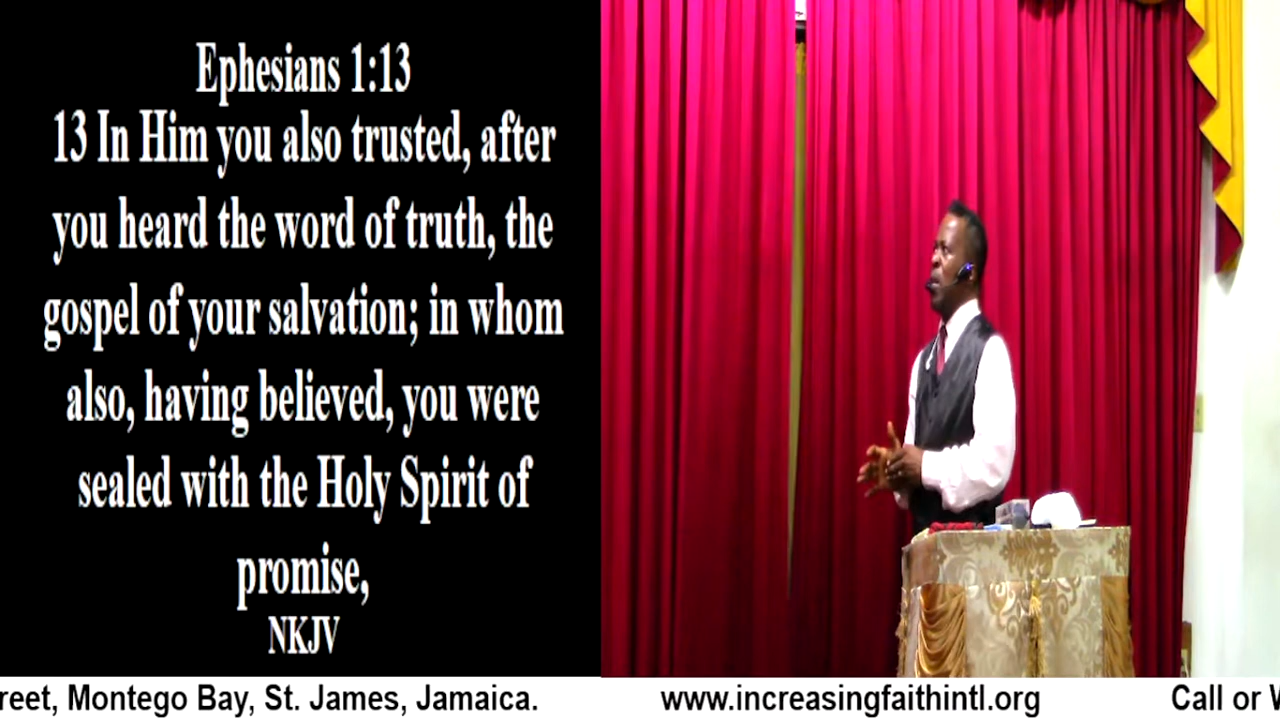 Ephesians 1:13
13 In Him you also trusted, after
you heard the word of truth, the
gospel of your salvation; in whom
also, having believed, you were
sealed with the Holy Spirit of
promise,
NKJV
reet, Montego Bay, St. James, Jamaica. www.increasingfaithintl.org Call or